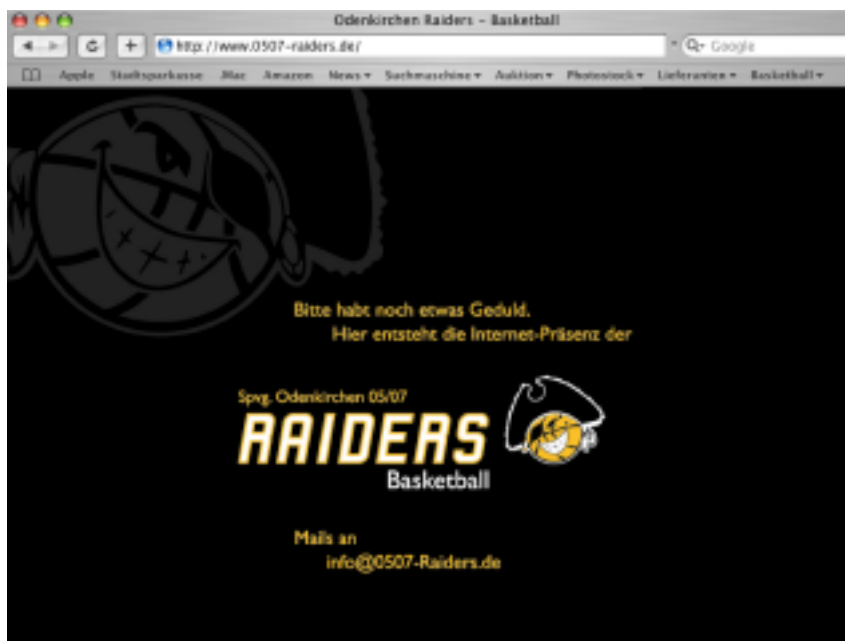 Odenkirchen Raiders – Basketball
http://www.0507-raiders.de/
Google
Apple Stadtsparkasse .Mac Amazon News Suchmaschine Auktion Photostock Lieferanten Basketball
Bitte habt noch etwas Geduld.
Hier entsteht die Internet-Präsenz der
Spvg. Odenkirchen 05/07
RAIDERS
Basketball
Mails an
info@0507-Raiders.de